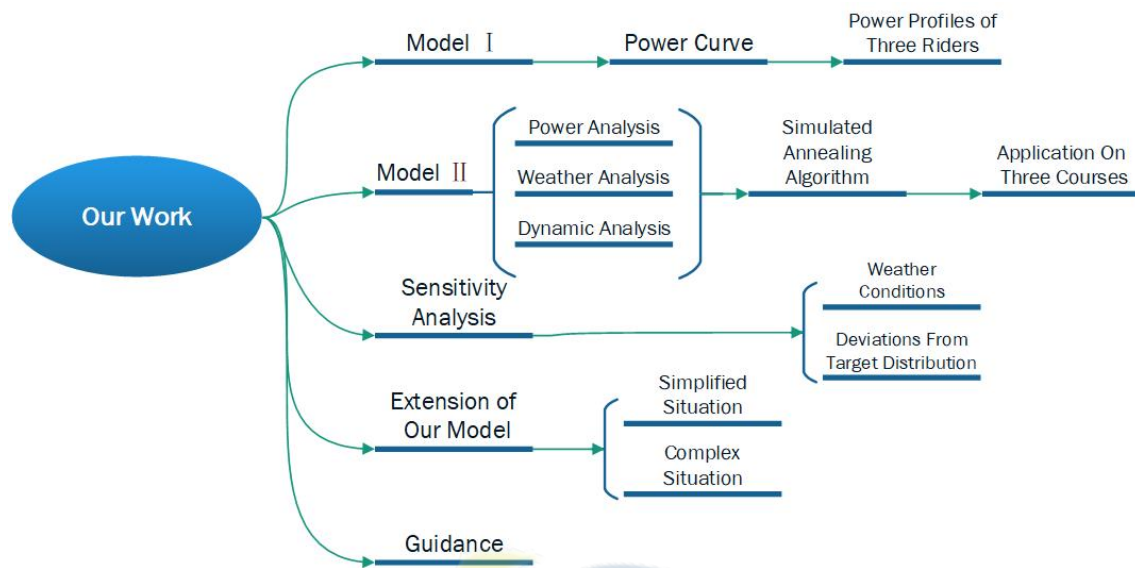 Our Work
Model Ⅰ
Power Curve
Power Profiles of
Three Riders
Model Ⅱ
Power Analysis
Weather Analysis
Dynamic Analysis
Simulated
Annealing
Algorithm
Application On
Three Courses
Sensitivity
Analysis
Weather
Conditions
Deviations From
Target Distribution
Extension of
Our Model
Simplified
Situation
Complex
Situation
Guidance